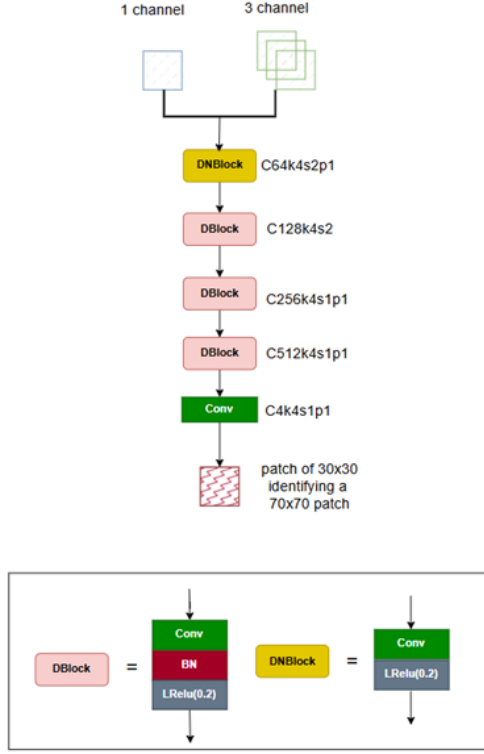 1 channel
3 channel
DNBlock
C64k4s2p1
DBlock
C128k4s2
DBlock
C256k4s1p1
DBlock
C512k4s1p1
Conv
C4k4s1p1
patch of 30x30
identifying a
70x70 patch
DBlock
=
Conv
BN
LRelu(0.2)
DNBlock
=
Conv
LRelu(0.2)